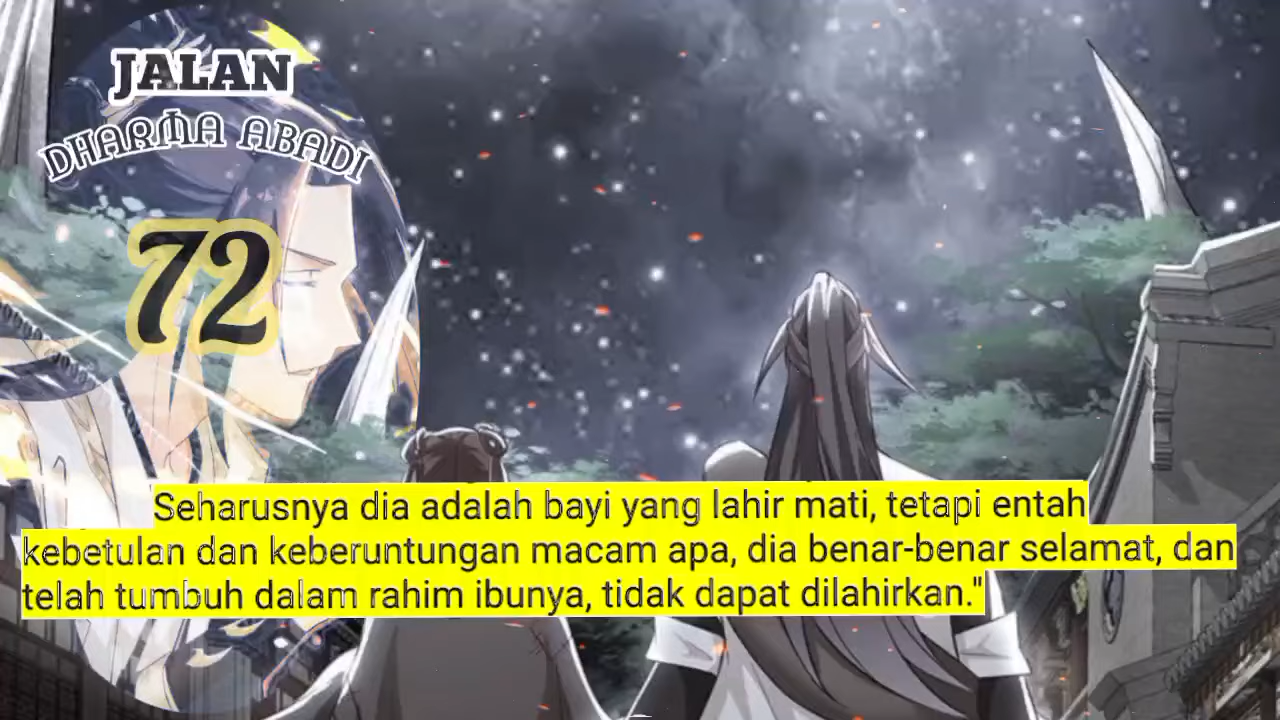 JALAN
DHARMA ABADI
72
Seharusnya dia adalah bayi yang lahir mati, tetapi entah
kebetulan dan keberuntungan macam apa, dia benar-benar selamat, dan
telah tumbuh dalam rahim ibunya, tidak dapat dilahirkan."